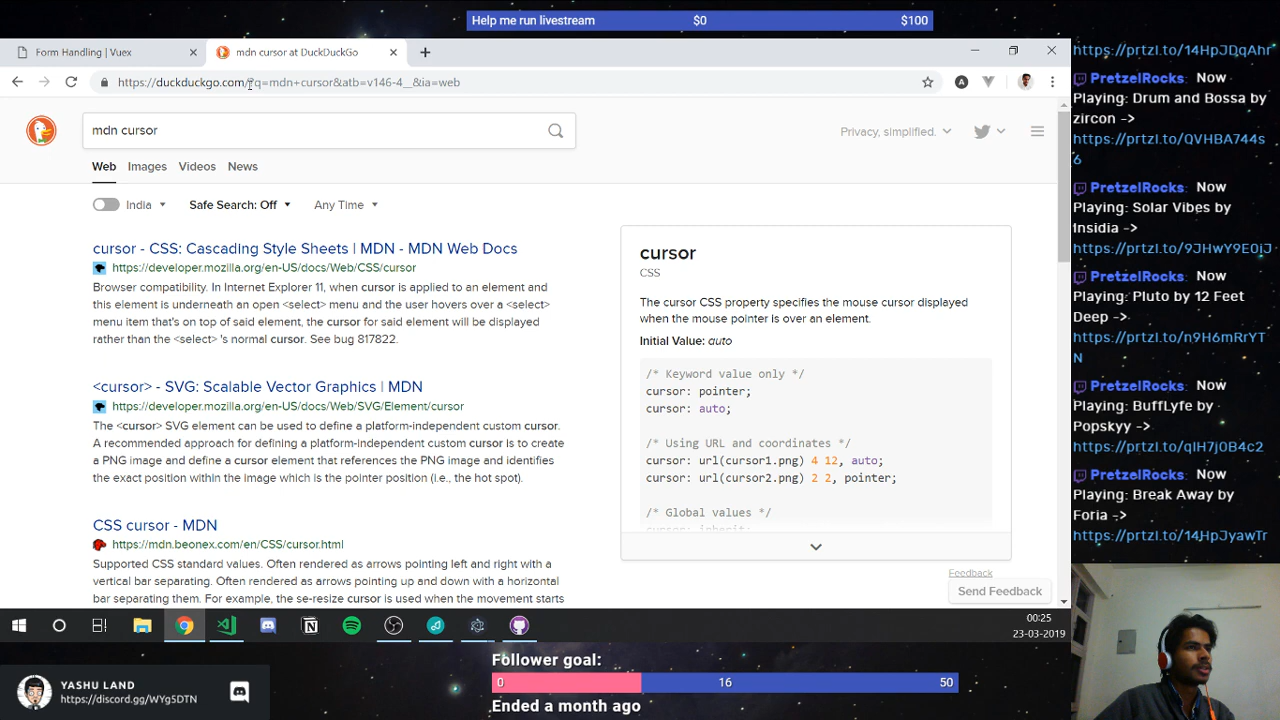 Help me run livestream $0 $100
Form Handling | Vuex
mdn cursor at DuckDuckGo
https://duckduckgo.com/?q=mdn+cursor&atb=v146-4__&ia=web
mdn cursor
Privacy, simplified.
Web Images Videos News
India Safe Search: Off Any Time
cursor - CSS: Cascading Style Sheets | MDN - MDN Web Docs
https://developer.mozilla.org/en-US/docs/Web/CSS/cursor
Browser compatibility. In Internet Explorer 11, when cursor is applied to an element and
this element is underneath an open <select> menu and the user hovers over a <select>
menu item that's on top of said element, the cursor for said element will be displayed
rather than the <select> 's normal cursor. See bug 817822.
<cursor> - SVG: Scalable Vector Graphics | MDN
https://developer.mozilla.org/en-US/docs/Web/SVG/Element/cursor
The <cursor> SVG element can be used to define a platform-independent custom cursor.
A recommended approach for defining a platform-independent custom cursor is to create
a PNG image and define a cursor element that references the PNG image and identifies
the exact position within the image which is the pointer position (i.e., the hot spot).
CSS cursor - MDN
https://mdn.beonex.com/en/CSS/cursor.html
Supported CSS standard values. Often rendered as arrows pointing left and right with a
vertical bar separating. Often rendered as arrows pointing up and down with a horizontal
bar separating them. For example, the se-resize cursor is used when the movement starts
cursor
CSS
The cursor CSS property specifies the mouse cursor displayed
when the mouse pointer is over an element.
Initial Value: auto
/* Keyword value only */
cursor: pointer;
cursor: auto;
/* Using URL and coordinates */
cursor: url(cursor1.png) 4 12, auto;
cursor: url(cursor2.png) 2 2, pointer;
/* Global values */
cursor: inherit;
Feedback
Send Feedback
00:25
23-03-2019
https://prtzl.to/14HpJDqAhr
PretzelRocks: Now
Playing: Drum and Bossa by
zircon ->
https://prtzl.to/QVHBA744s
6
PretzelRocks: Now
Playing: Solar Vibes by
Insidia ->
https://prtzl.to/9JHwY9E0iJ
PretzelRocks: Now
Playing: Pluto by 12 Feet
Deep ->
https://prtzl.to/n9H6mRrYT
N
PretzelRocks: Now
Playing: BuffLyfe by
Popskyy ->
https://prtzl.to/qlH7j0B4c2
PretzelRocks: Now
Playing: Break Away by
Foria ->
https://prtzl.to/14HpJyawTr
YASHU LAND
https://discord.gg/WYg5DTN
Follower goal:
0 16 50
Ended a month ago